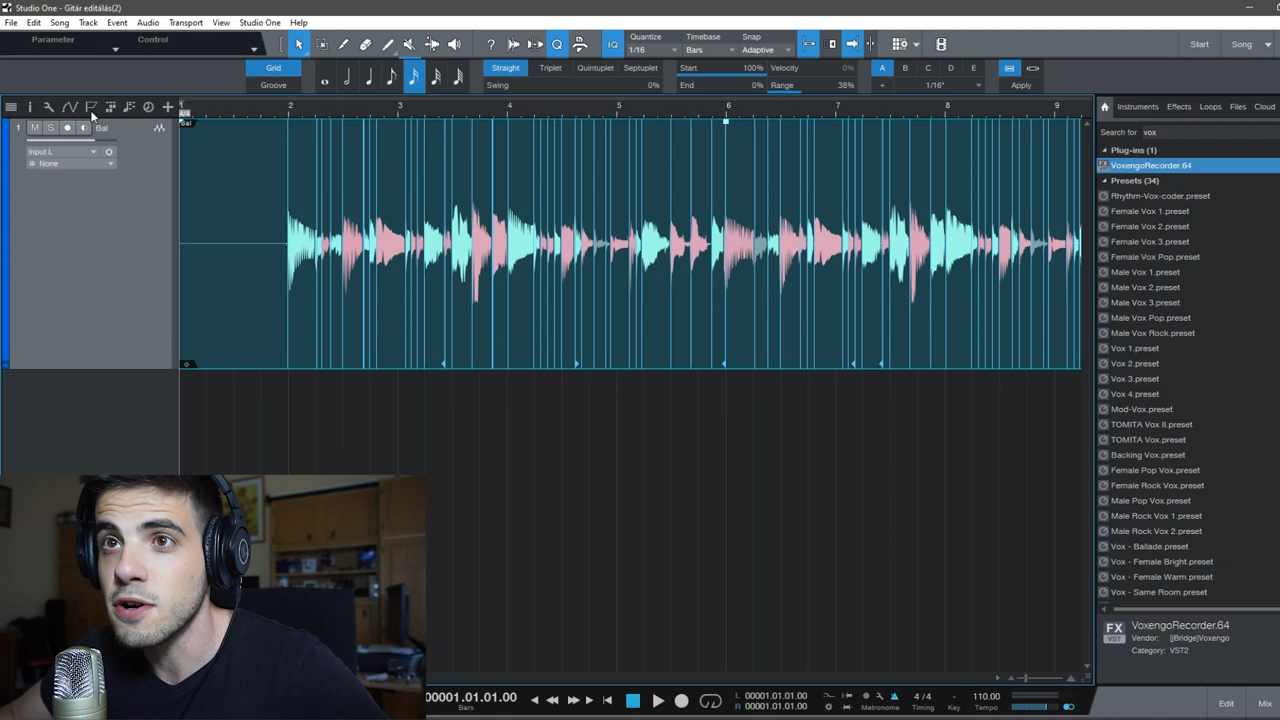 Studio One - Gitár editálás(2)
File Edit Song Track Event Audio Transport View Studio One Help
Parameter Control
Quantize Timebase Snap
1/16 Bars Adaptive
IQ
Start Song
Grid
Groove
Straight Triplet Quintuplet Septuplet
Swing 0%
Start 100% Velocity 0%
End 0% Range 38%
A B C D E
1/16* Apply
1 2 3 4 5 6 7 8 9
4/4
1 M S Bal
Bal
Input L
None
Instruments Effects Loops Files Cloud
Search for vox
Plug-ins (1)
VoxengoRecorder.64
Presets (34)
Rhythm-Vox-coder.preset
Female Vox 1.preset
Female Vox 2.preset
Female Vox 3.preset
Female Vox Pop.preset
Male Vox 1.preset
Male Vox 2.preset
Male Vox 3.preset
Male Vox Pop.preset
Male Vox Rock.preset
Vox 1.preset
Vox 2.preset
Vox 3.preset
Vox 4.preset
Mod-Vox.preset
TOMITA Vox II.preset
TOMITA Vox.preset
Backing Vox.preset
Female Pop Vox.preset
Female Rock Vox.preset
Male Pop Vox.preset
Male Rock Vox 1.preset
Male Rock Vox 2.preset
Vox - Ballade.preset
Vox - Female Bright.preset
Vox - Female Warm.preset
Vox - Same Room.preset
FX VST
VoxengoRecorder.64
Vendor: [jBridge]Voxengo
Category: VST2
00001.01.01.00
Bars
L 00001.01.01.00
R 00001.01.01.00
Metronome
4/4
Timing
-
Key
110.00
Tempo
Edit Mix